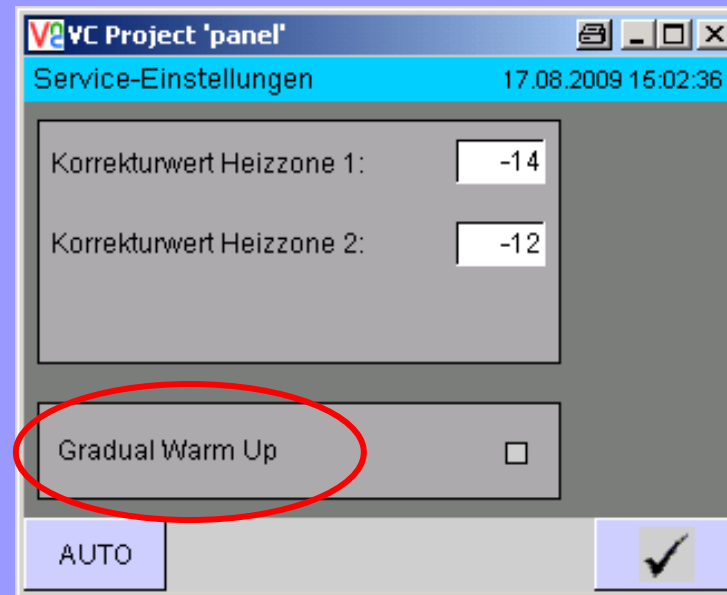 VC Project 'panel'
Service-Einstellungen 17.08.2009 15:02:36
Korrekturwert Heizzone 1: -14
Korrekturwert Heizzone 2: -12
Gradual Warm Up
AUTO